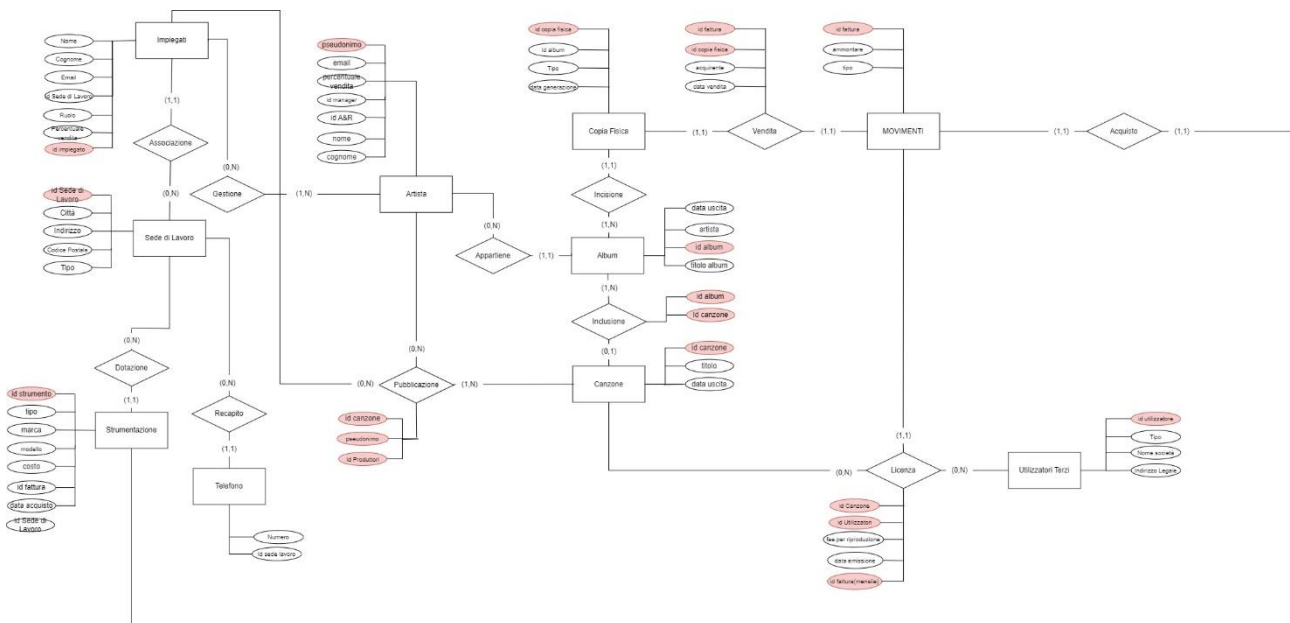 Impiegati
Nome
Cognome
Email
id Sede di Lavoro
Ruolo
Percentuale
vendita
id impiegato
(1,1)
Associazione
(0,N)
(0,N)
Gestione
(1,N)
id Sede di
Lavoro
Città
Indirizzo
Codice Postale
Tipo
Sede di Lavoro
(0,N)
Dotazione
(1,1)
id strumento
tipo
marca
modello
costo
id fattura
data acquisto
id Sede di
Lavoro
Strumentazione
(0,N)
Recapito
(1,1)
Telefono
Numero
id sede lavoro
pseudonimo
email
percentuale
vendita
id manager
id A&R
nome
cognome
Artista
(0,N)
Appartiene
(1,1)
(0,N)
(0,N)
Pubblicazione
(1,N)
id canzone
pseudonimo
id Produttori
id copia fisica
id album
Tipo
data generazione
Copia Fisica
(1,1)
Vendita
(1,1)
id fattura
id copia fisica
acquirente
data vendita
MOVIMENTI
id fattura
ammontare
tipo
(1,1)
Acquisto
(1,1)
(1,1)
Incisione
(1,N)
Album
data uscita
artista
id album
titolo album
(1,N)
Inclusione
id album
id canzone
(0,1)
Canzone
id canzone
titolo
data uscita
(1,1)
(0,N)
Licenza
(0,N)
Utilizzatori Terzi
id utilizzatore
Tipo
Nome società
Indirizzo Legale
id Canzone
id Utilizzatori
fee per riproduzione
data emissione
id fattura(mensile)